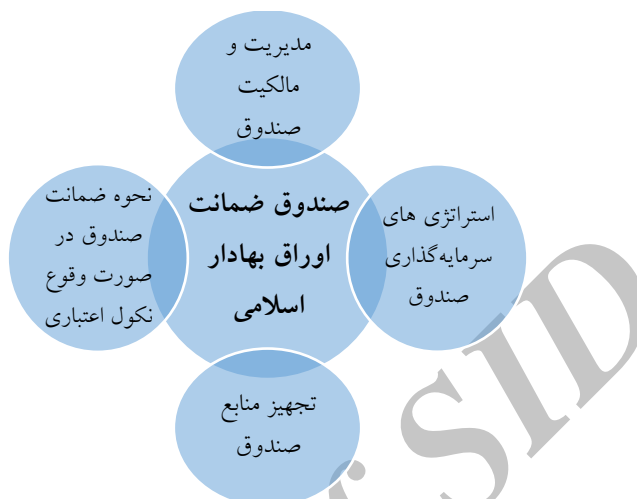 مدیریت و
مالکیت
صندوق
صندوق ضمانت
اوراق بهادار
اسلامی
استراتژی های
سرمایه‌گذاری
صندوق
نحوه ضمانت
صندوق در
صورت وقوع
نکول اعتباری
تجهیز منابع
صندوق
SID